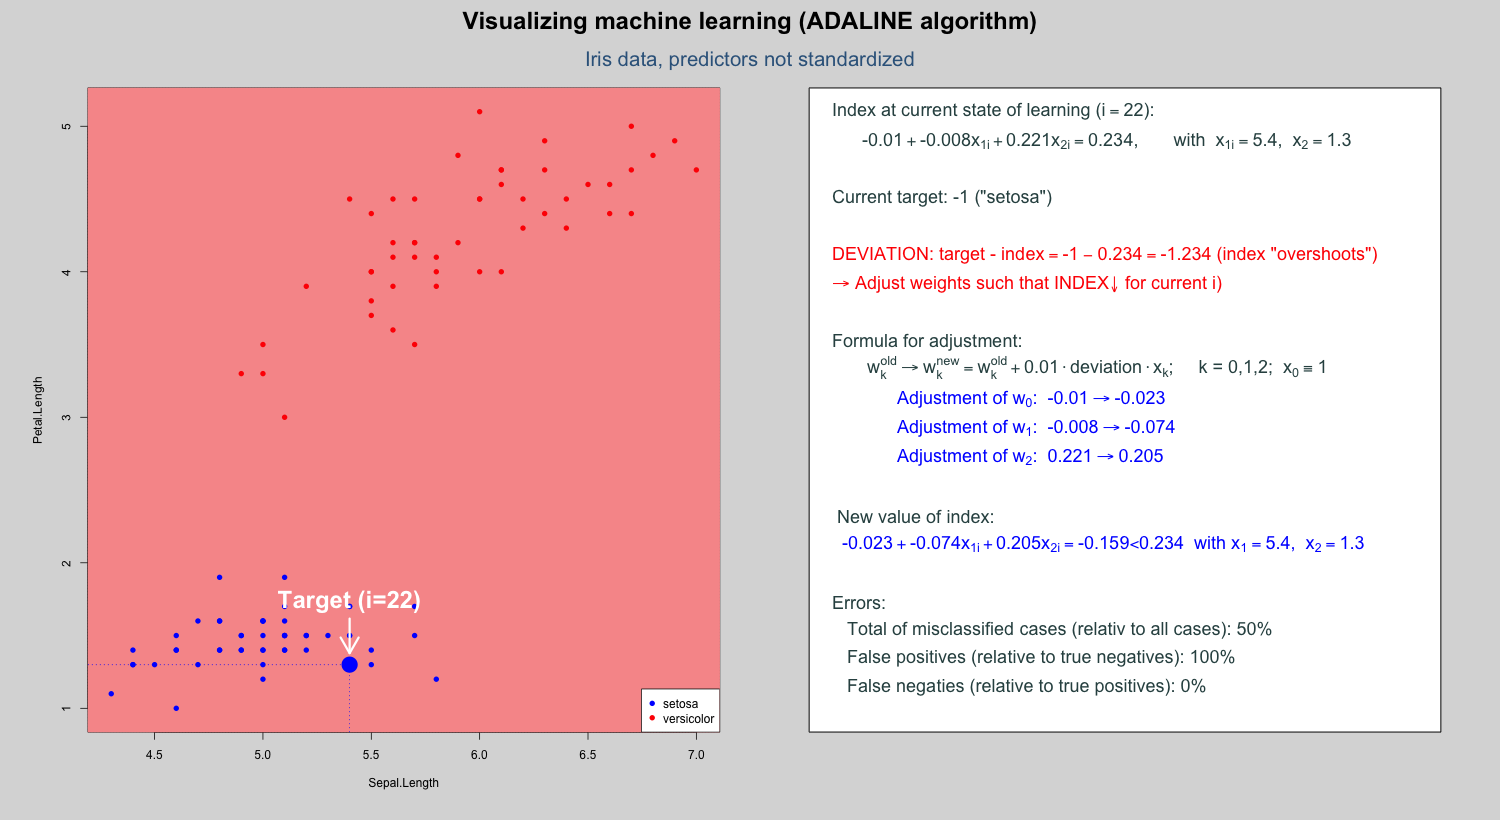 Visualizing machine learning (ADALINE algorithm)
Iris data, predictors not standardized
Petal.Length
5
4
3
2
1
Target (i=22)
setosa
versicolor
4.5 5.0 5.5 6.0 6.5 7.0
Sepal.Length
Index at current state of learning (i = 22):
-0.01 + -0.008x1i + 0.221x2i = 0.234, with x1i = 5.4, x2 = 1.3
Current target: -1 ("setosa")
DEVIATION: target - index = -1 − 0.234 = -1.234 (index "overshoots")
→ Adjust weights such that INDEX↓ for current i)
Formula for adjustment:
w_k^old → w_k^new = w_k^old + 0.01 · deviation · x_k; k = 0,1,2; x0 ≡ 1
Adjustment of w0: -0.01 → -0.023
Adjustment of w1: -0.008 → -0.074
Adjustment of w2: 0.221 → 0.205
New value of index:
-0.023 + -0.074x1i + 0.205x2i = -0.159<0.234 with x1 = 5.4, x2 = 1.3
Errors:
Total of misclassified cases (relativ to all cases): 50%
False positives (relative to true negatives): 100%
False negaties (relative to true positives): 0%